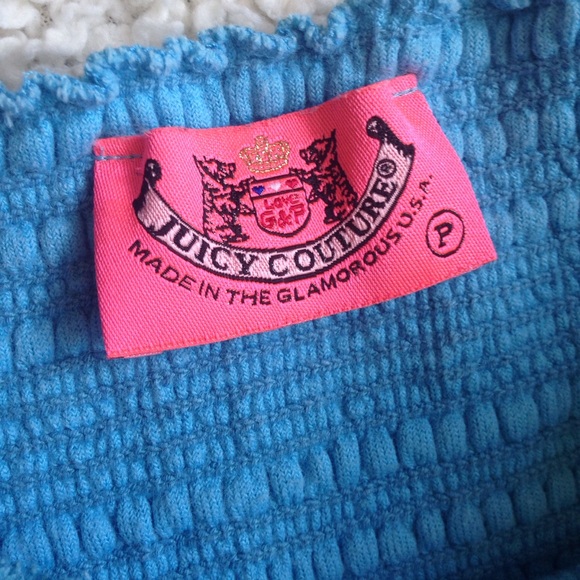 Love
G&P
JUICY COUTURE®
MADE IN THE GLAMOROUS U.S.A.
P